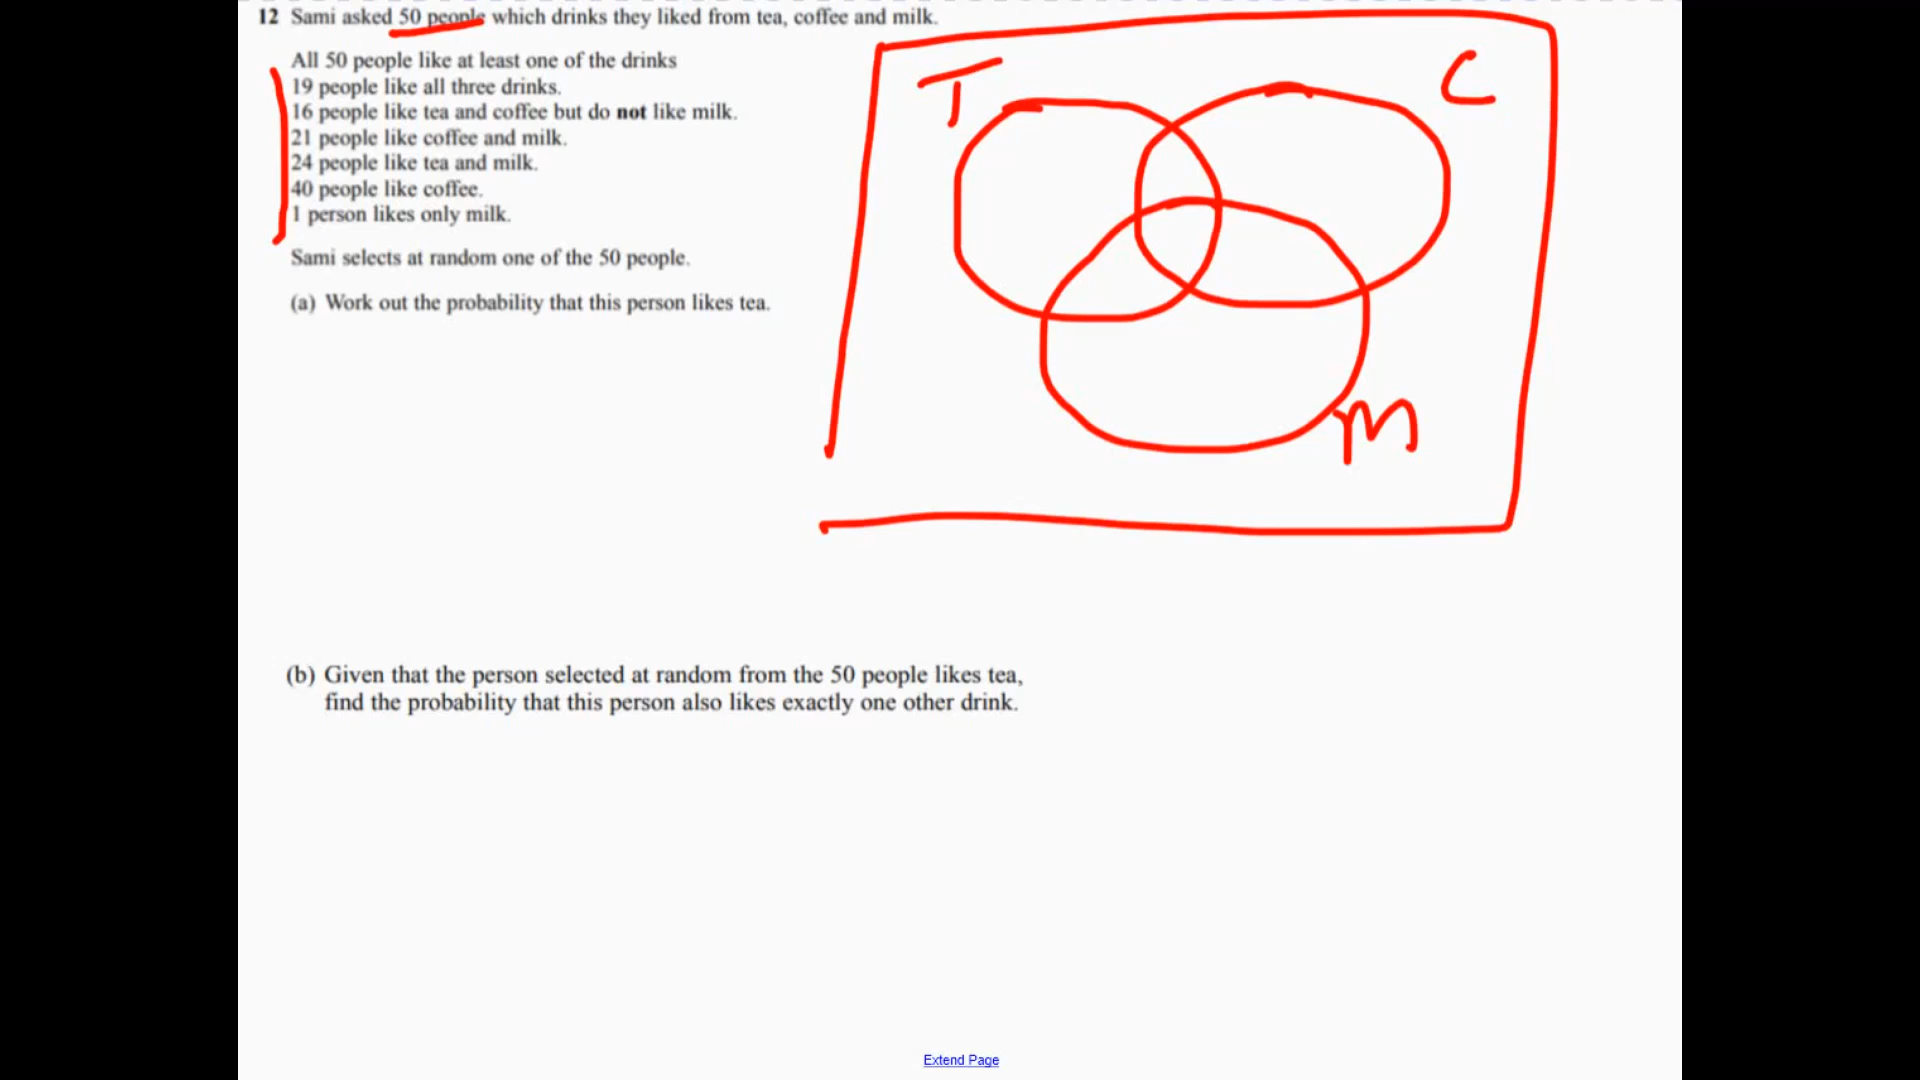 12 Sami asked 50 people which drinks they liked from tea, coffee and milk.
All 50 people like at least one of the drinks
19 people like all three drinks.
16 people like tea and coffee but do not like milk.
21 people like coffee and milk.
24 people like tea and milk.
40 people like coffee.
1 person likes only milk.
Sami selects at random one of the 50 people.
(a) Work out the probability that this person likes tea.
T
C
M
(b) Given that the person selected at random from the 50 people likes tea,
find the probability that this person also likes exactly one other drink.
Extend Page